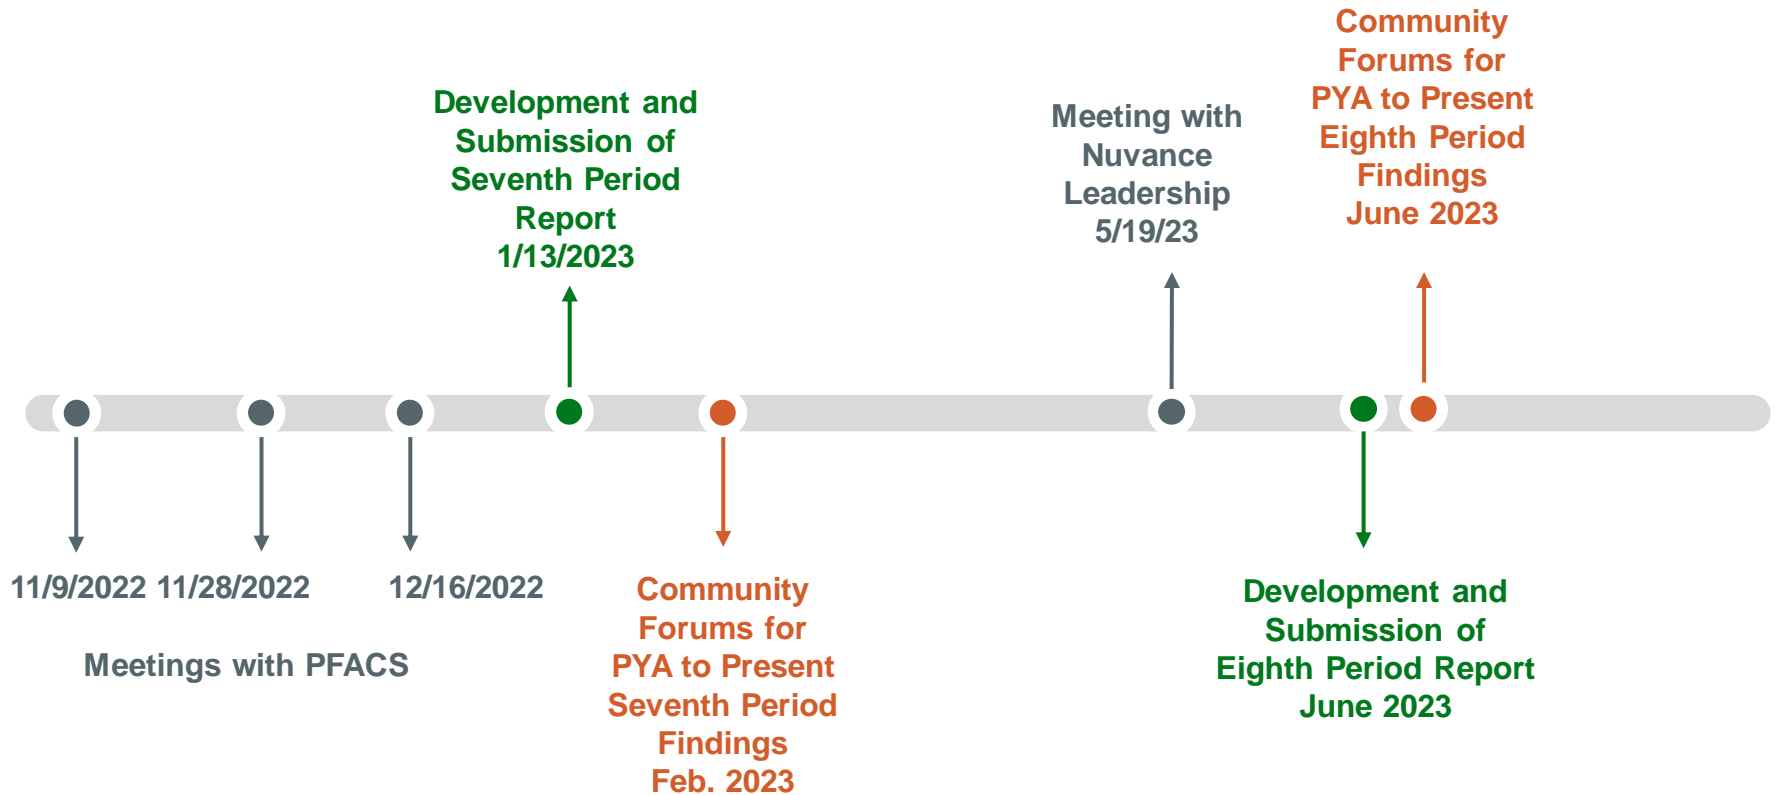 Development and
Submission of
Seventh Period
Report
1/13/2023
Meeting with
Nuvance
Leadership
5/19/23
Community
Forums for
PYA to Present
Eighth Period
Findings
June 2023
11/9/2022 11/28/2022 12/16/2022
Meetings with PFACS
Community
Forums for
PYA to Present
Seventh Period
Findings
Feb. 2023
Development and
Submission of
Eighth Period Report
June 2023